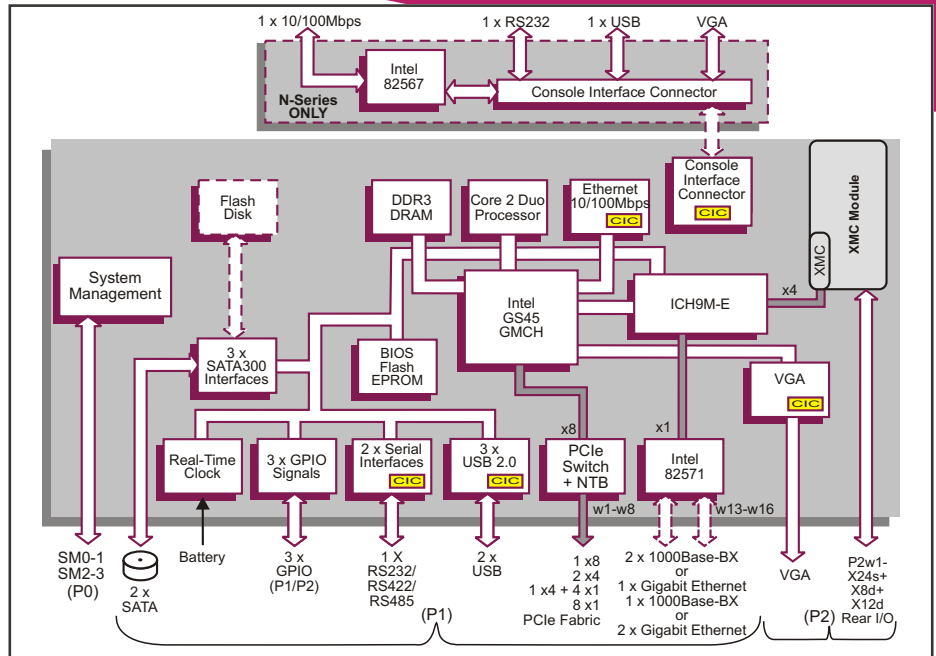 1 x 10/100Mbps
1 x RS232
1 x USB
VGA
Intel
82567
Console Interface Connector
N-Series
ONLY
Flash
Disk
DDR3
DRAM
Core 2 Duo
Processor
Ethernet
10/100Mbps
CIC
Console
Interface
Connector
CIC
XMC Module
XMC
x4
System
Management
Intel
GS45
GMCH
ICH9M-E
3 x
SATA300
Interfaces
BIOS
Flash
EPROM
VGA
CIC
x8
x1
Real-Time
Clock
3 x GPIO
Signals
2 x Serial
Interfaces
CIC
3 x
USB 2.0
CIC
PCIe
Switch
+ NTB
Intel
82571
w1-w8
w13-w16
SM0-1
SM2-3
(P0)
2 x
SATA
Battery
3 x
GPIO
(P1/P2)
1 X
RS232/
RS422/
RS485
2 x
USB
1 x8
2 x4
1 x4 + 4 x1
8 x1
PCIe Fabric
2 x 1000Base-BX
or
1 x Gigabit Ethernet
1 x 1000Base-BX
or
2 x Gigabit Ethernet
VGA
P2w1-
X24s+
X8d+
X12d
Rear I/O
(P1)
(P2)